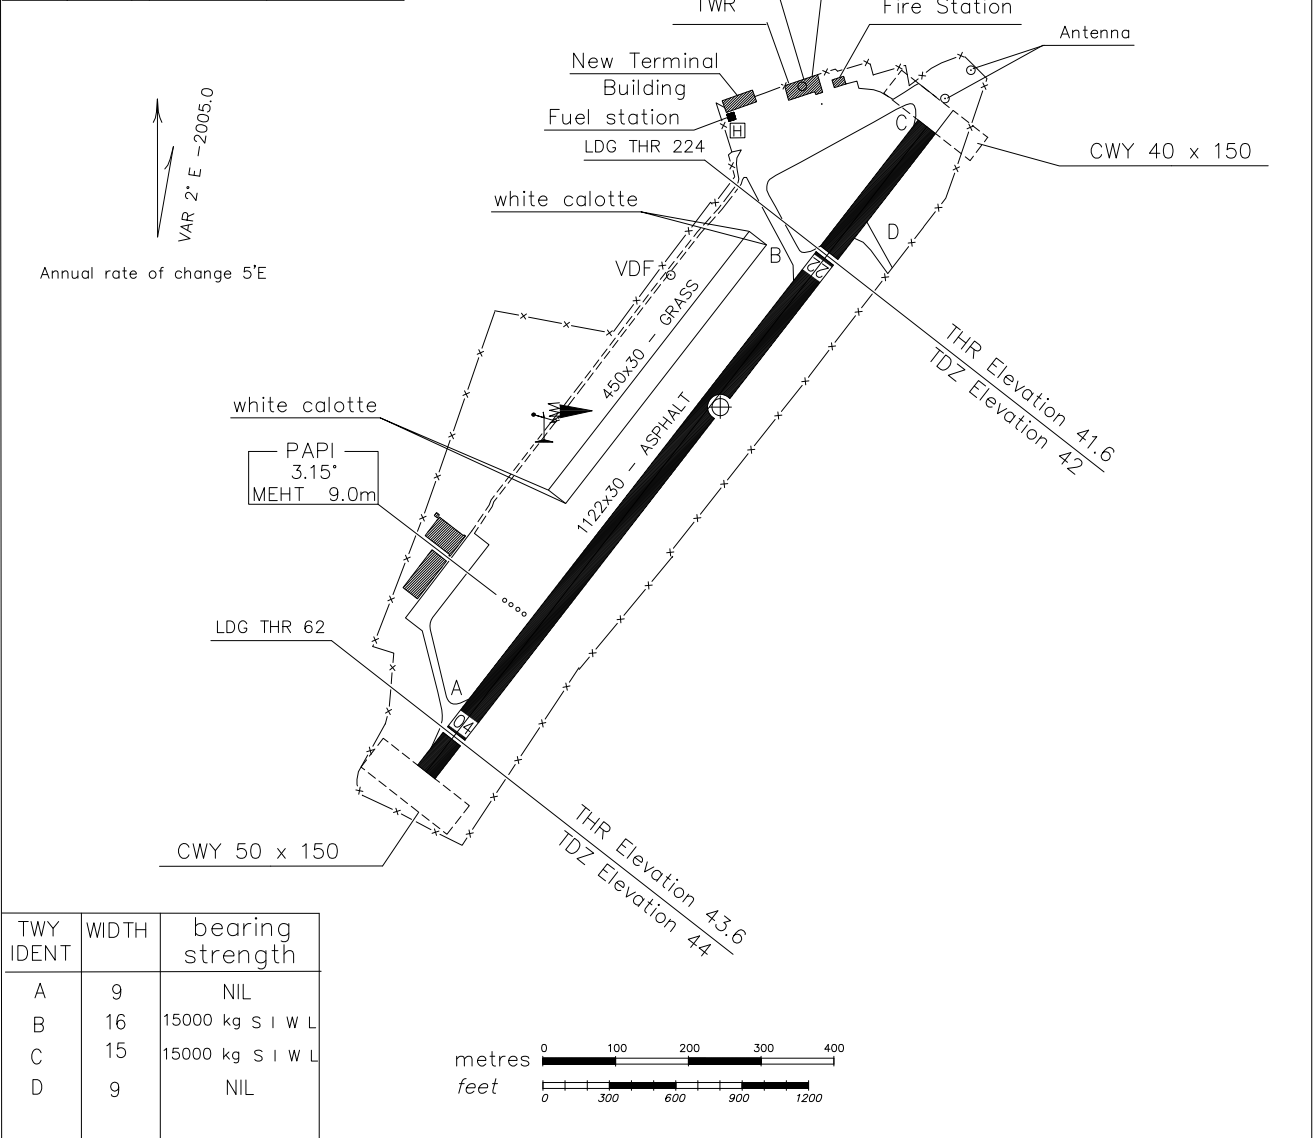 TWR
Fire Station
Antenna
New Terminal
Building
Fuel station
H
LDG THR 224
C
CWY 40 x 150
VAR 2° E -2005.0
Annual rate of change 5'E
white calotte
B
D
VDF
22
450x30 - GRASS
THR Elevation 41.6
TDZ Elevation 42
white calotte
1122x30 - ASPHALT
PAPI
3.15°
MEHT 9.0m
LDG THR 62
A
04
CWY 50 x 150
THR Elevation 43.6
TDZ Elevation 44
TWY IDENT WIDTH bearing strength
A 9 NIL
B 16 15000 kg S I W L
C 15 15000 kg S I W L
D 9 NIL
metres 0 100 200 300 400
feet 0 300 600 900 1200